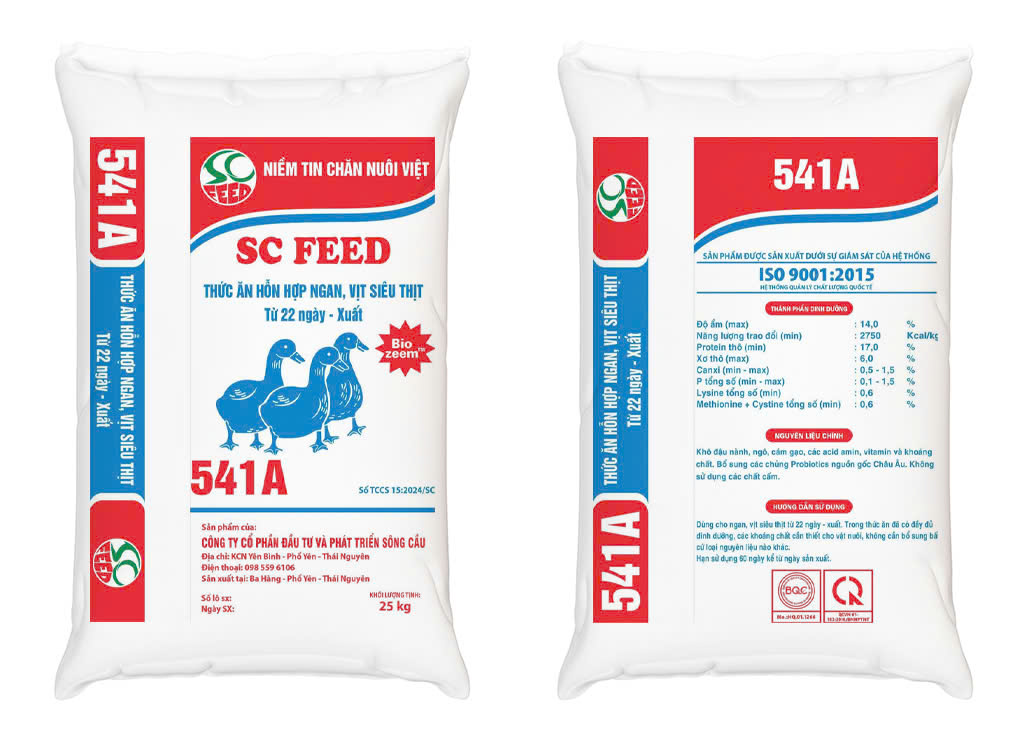 541A
THỨC ĂN HỖN HỢP NGAN, VỊT SIÊU THỊT
Từ 22 ngày - Xuất
SC
FEED
SC
FEED
NIỀM TIN CHĂN NUÔI VIỆT
SC FEED
THỨC ĂN HỖN HỢP NGAN, VỊT SIÊU THỊT
Từ 22 ngày - Xuất
Bio
zeem™
541A
Số TCCS 15:2024/SC
Sản phẩm của:
CÔNG TY CỔ PHẦN ĐẦU TƯ VÀ PHÁT TRIỂN SÔNG CẦU
Địa chỉ: KCN Yên Bình - Phổ Yên - Thái Nguyên
Điện thoại: 098 559 6106
Sản xuất tại: Ba Hàng - Phổ Yên - Thái Nguyên
Số lô sx:
Ngày SX:
KHỐI LƯỢNG TỊNH:
25 kg
SC
FEED
THỨC ĂN HỖN HỢP NGAN, VỊT SIÊU THỊT
Từ 22 ngày - Xuất
541A
541A
SẢN PHẨM ĐƯỢC SẢN XUẤT DƯỚI SỰ GIÁM SÁT CỦA HỆ THỐNG
ISO 9001:2015
HỆ THỐNG QUẢN LÝ CHẤT LƯỢNG QUỐC TẾ
THÀNH PHẦN DINH DƯỠNG
Độ ẩm (max) : 14,0 %
Năng lượng trao đổi (min) : 2750 Kcal/kg
Protein thô (min) : 17,0 %
Xơ thô (max) : 6,0 %
Canxi (min - max) : 0,5 - 1,5 %
P tổng số (min - max) : 0,1 - 1,5 %
Lysine tổng số (min) : 0,6 %
Methionine + Cystine tổng số (min) : 0,6 %
NGUYÊN LIỆU CHÍNH
Khô đậu nành, ngô, cám gạo, các acid amin, vitamin và khoáng
chất. Bổ sung các chủng Probiotics nguồn gốc Châu Âu. Không
sử dụng các chất cấm.
HƯỚNG DẪN SỬ DỤNG
Dùng cho ngan, vịt siêu thịt từ 22 ngày - xuất. Trong thức ăn đã có đầy đủ
dinh dưỡng, các khoáng chất cần thiết cho vật nuôi, không cần bổ sung bất
cứ loại nguyên liệu nào khác.
Hạn sử dụng 60 ngày kể từ ngày sản xuất.
BQC